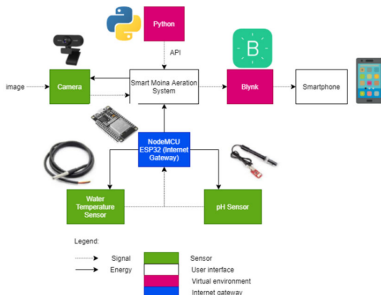 Python
API
image
Camera
Smart Moina Aeration
System
Blynk
Smartphone
NodeMCU
ESP32 (Internet
Gateway)
Water
Temperature
Sensor
pH Sensor
Legend:
Signal
Energy
Sensor
User interface
Virtual environment
Internet gateway